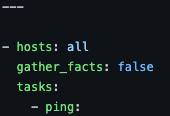 ---
- hosts: all
  gather_facts: false
  tasks:
    - ping: